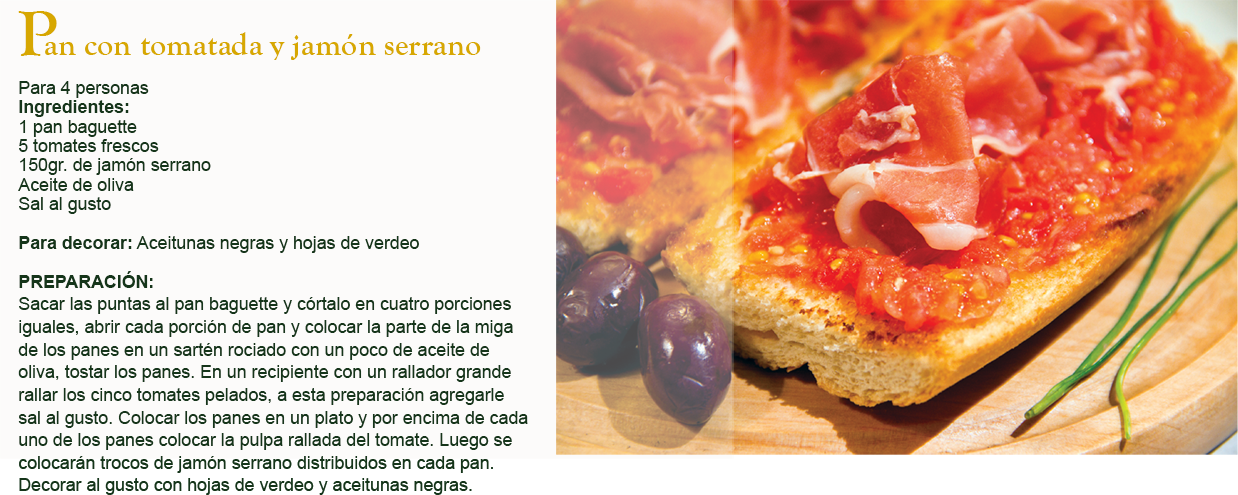 Pan con tomatada y jamón serrano
Para 4 personas
Ingredientes:
1 pan baguette
5 tomates frescos
150gr. de jamón serrano
Aceite de oliva
Sal al gusto
Para decorar: Aceitunas negras y hojas de verdeo
PREPARACIÓN:
Sacar las puntas al pan baguette y córtalo en cuatro porciones
iguales, abrir cada porción de pan y colocar la parte de la miga
de los panes en un sartén rociado con un poco de aceite de
oliva, tostar los panes. En un recipiente con un rallador grande
rallar los cinco tomates pelados, a esta preparación agregarle
sal al gusto. Colocar los panes en un plato y por encima de cada
uno de los panes colocar la pulpa rallada del tomate. Luego se
colocarán trocos de jamón serrano distribuidos en cada pan.
Decorar al gusto con hojas de verdeo y aceitunas negras.